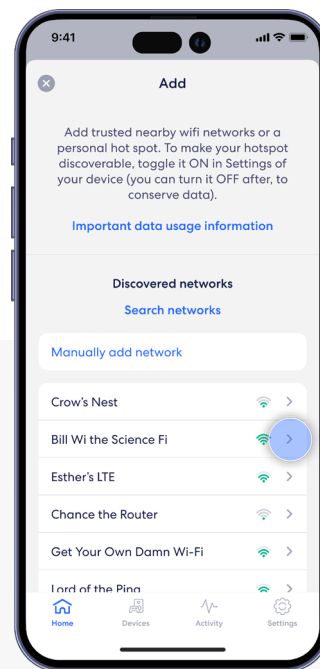 9:41
Add
Add trusted nearby wifi networks or a
personal hot spot. To make your hotspot
discoverable, toggle it ON in Settings of
your device (you can turn it OFF after, to
conserve data).
Important data usage information
Discovered networks
Search networks
Manually add network
Crow's Nest
Bill Wi the Science Fi
Esther's LTE
Chance the Router
Get Your Own Damn Wi-Fi
Lord of the Ping
Home
Devices
Activity
Settings